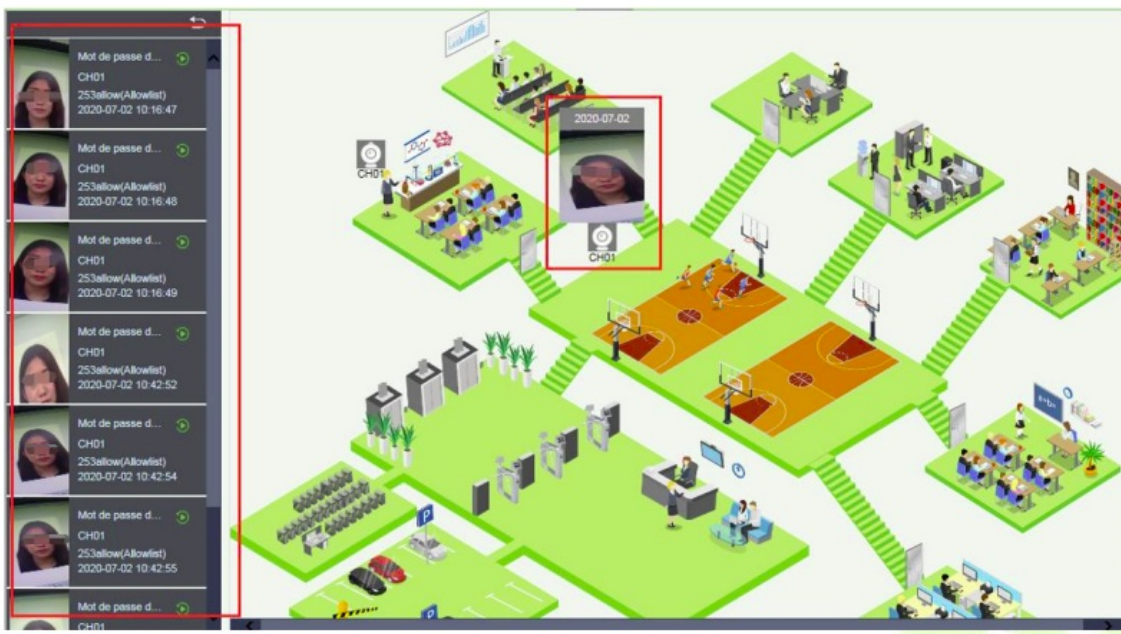 Mot de passe d...
CH01
253allow(Allowlist)
2020-07-02 10:16:47
Mot de passe d...
CH01
253allow(Allowlist)
2020-07-02 10:16:48
Mot de passe d...
CH01
253allow(Allowlist)
2020-07-02 10:16:49
Mot de passe d...
CH01
253allow(Allowlist)
2020-07-02 10:42:52
Mot de passe d...
CH01
253allow(Allowlist)
2020-07-02 10:42:54
Mot de passe d...
CH01
253allow(Allowlist)
2020-07-02 10:42:55
Mot de passe d...
CH01
CH01
2020-07-02
CH01
P
P